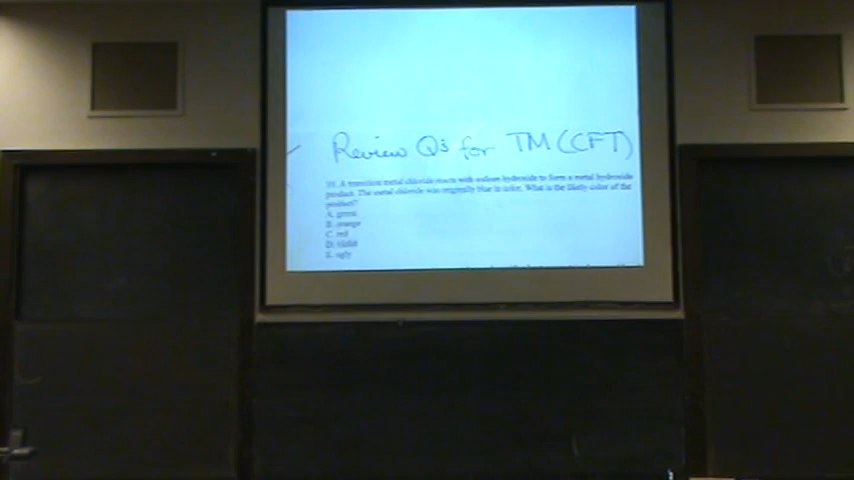 Review Qs for TM (CFT)
10. A transition metal chloride reacts with sodium hydroxide to form a metal hydroxide
product. The metal chloride was originally blue in color. What is the likely color of the
product?
A. green
B. orange
C. red
D. violet
E. ugly